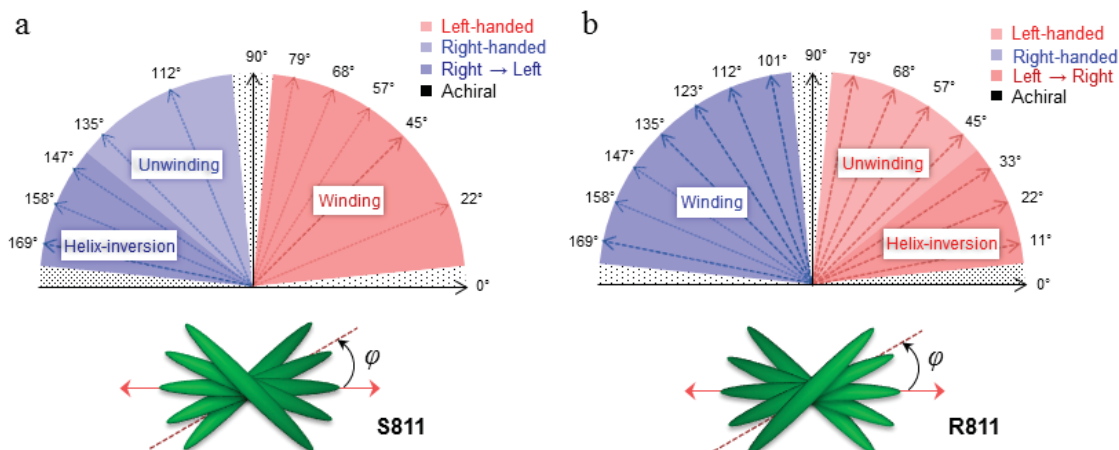 a
Left-handed
Right-handed
Right → Left
Achiral
90°
79°
68°
57°
45°
22°
0°
112°
135°
147°
158°
169°
Unwinding
Winding
Helix-inversion
φ
S811
b
Left-handed
Right-handed
Left → Right
Achiral
90°
101°
112°
123°
135°
147°
158°
169°
79°
68°
57°
45°
33°
22°
11°
0°
Unwinding
Winding
Helix-inversion
φ
R811